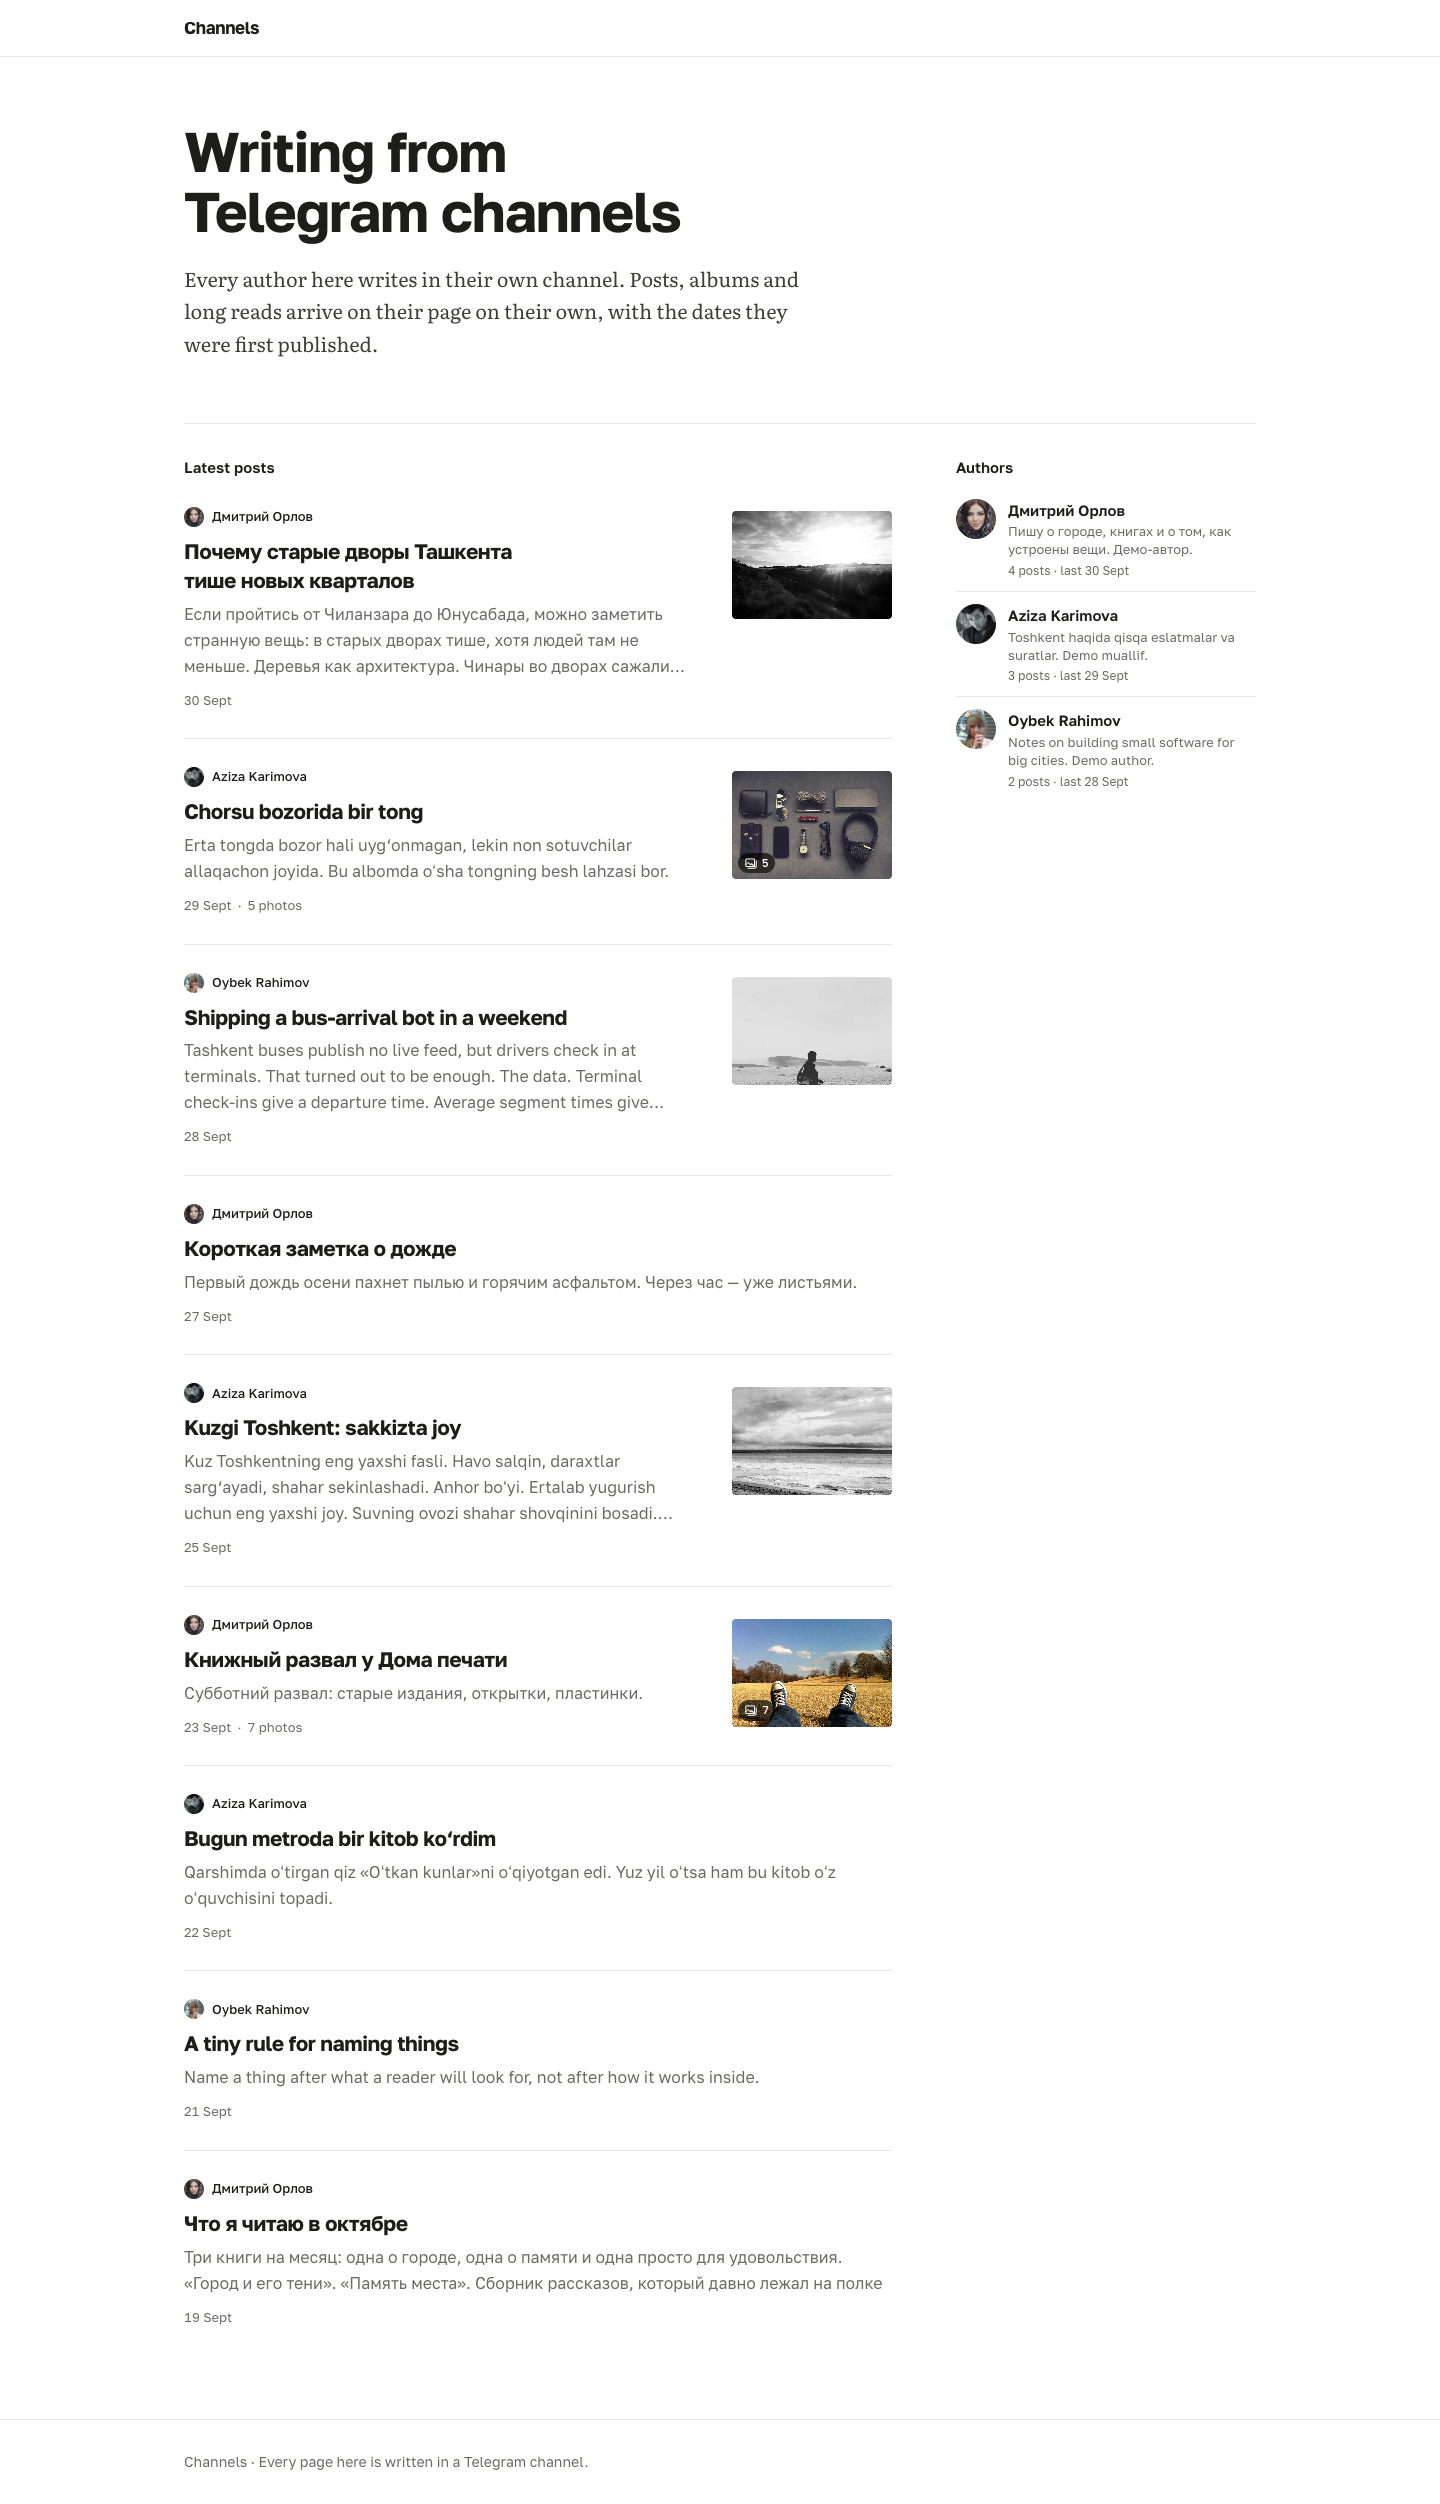 Channels
Writing from
Telegram channels
Every author here writes in their own channel. Posts, albums and
long reads arrive on their page on their own, with the dates they
were first published.
Latest posts
Дмитрий Орлов
Почему старые дворы Ташкента
тише новых кварталов
Если пройтись от Чиланзара до Юнусабада, можно заметить
странную вещь: в старых дворах тише, хотя людей там не
меньше. Деревья как архитектура. Чинары во дворах сажали…
30 Sept
Aziza Karimova
Chorsu bozorida bir tong
Erta tongda bozor hali uygʻonmagan, lekin non sotuvchilar
allaqachon joyida. Bu albomda oʻsha tongning besh lahzasi bor.
29 Sept · 5 photos
5
Oybek Rahimov
Shipping a bus-arrival bot in a weekend
Tashkent buses publish no live feed, but drivers check in at
terminals. That turned out to be enough. The data. Terminal
check-ins give a departure time. Average segment times give…
28 Sept
Дмитрий Орлов
Короткая заметка о дожде
Первый дождь осени пахнет пылью и горячим асфальтом. Через час — уже листьями.
27 Sept
Aziza Karimova
Kuzgi Toshkent: sakkizta joy
Kuz Toshkentning eng yaxshi fasli. Havo salqin, daraxtlar
sargʻayadi, shahar sekinlashadi. Anhor boʻyi. Ertalab yugurish
uchun eng yaxshi joy. Suvning ovozi shahar shovqinini bosadi.…
25 Sept
Дмитрий Орлов
Книжный развал у Дома печати
Субботний развал: старые издания, открытки, пластинки.
23 Sept · 7 photos
7
Aziza Karimova
Bugun metroda bir kitob koʻrdim
Qarshimda oʻtirgan qiz «Oʻtkan kunlar»ni oʻqiyotgan edi. Yuz yil oʻtsa ham bu kitob oʻz
oʻquvchisini topadi.
22 Sept
Oybek Rahimov
A tiny rule for naming things
Name a thing after what a reader will look for, not after how it works inside.
21 Sept
Дмитрий Орлов
Что я читаю в октябре
Три книги на месяц: одна о городе, одна о памяти и одна просто для удовольствия.
«Город и его тени». «Память места». Сборник рассказов, который давно лежал на полке
19 Sept
Authors
Дмитрий Орлов
Пишу о городе, книгах и о том, как
устроены вещи. Демо-автор.
4 posts · last 30 Sept
Aziza Karimova
Toshkent haqida qisqa eslatmalar va
suratlar. Demo muallif.
3 posts · last 29 Sept
Oybek Rahimov
Notes on building small software for
big cities. Demo author.
2 posts · last 28 Sept
Channels · Every page here is written in a Telegram channel.